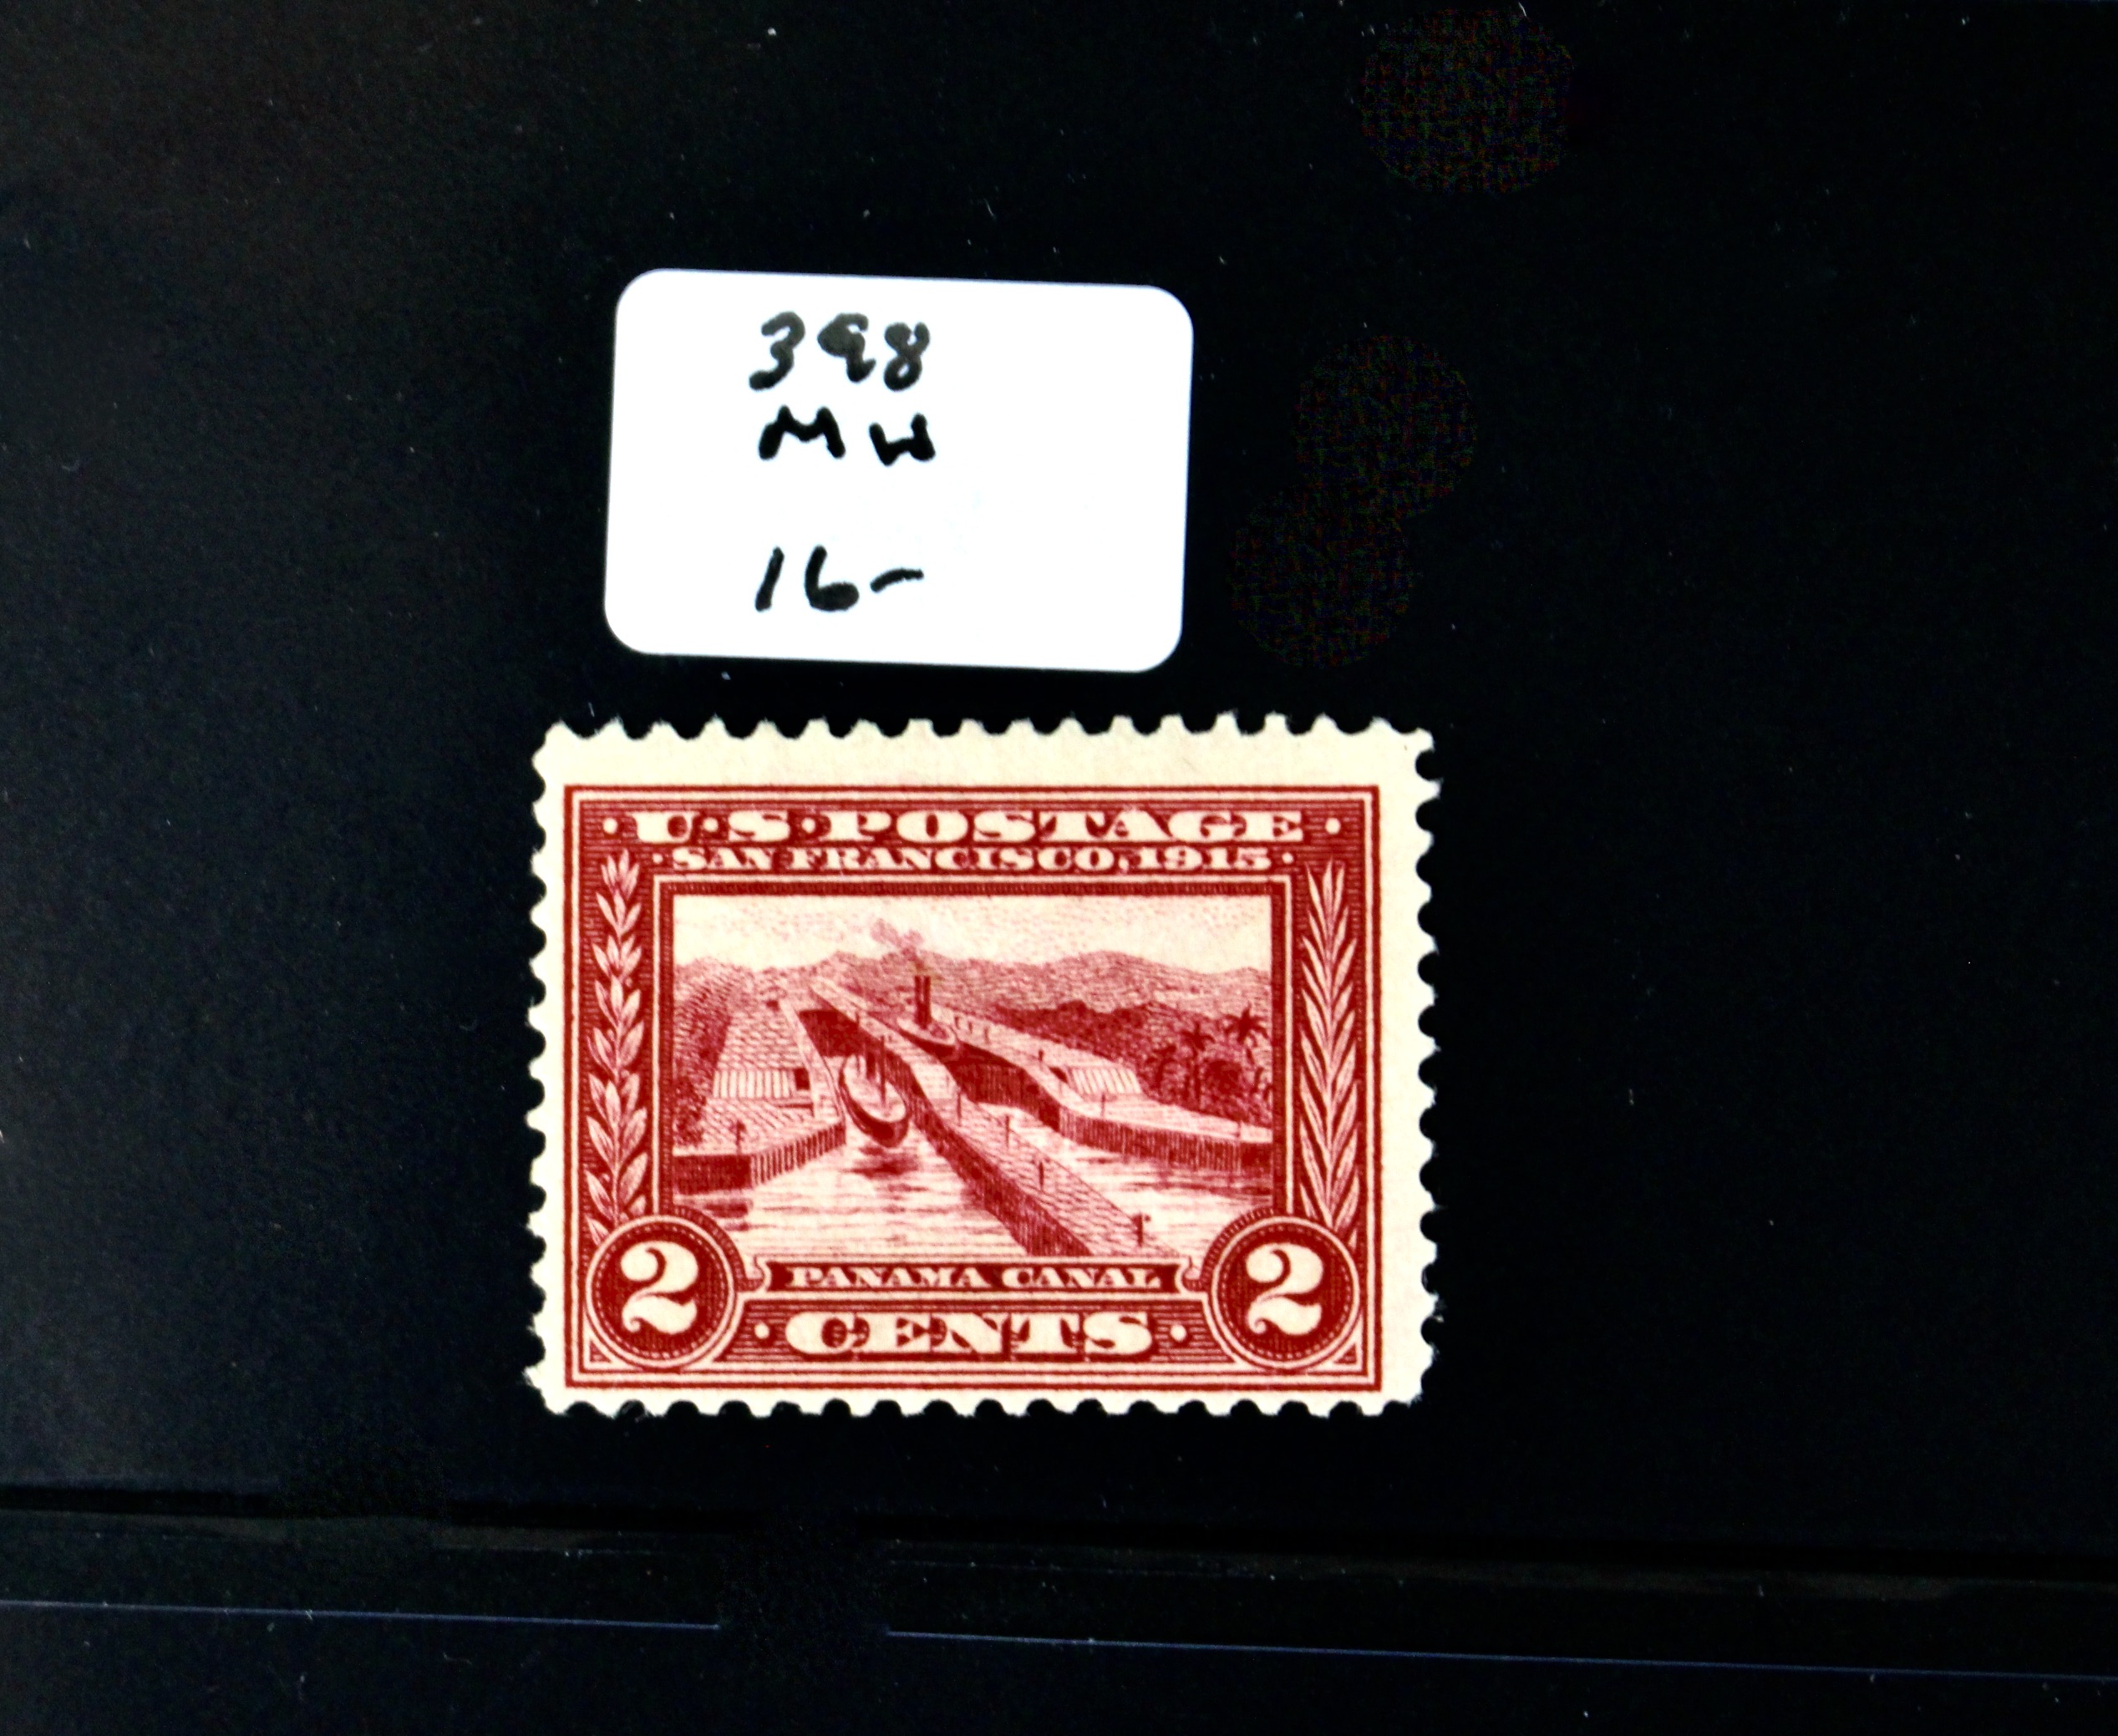 398
MH
16-
U·S·POSTAGE
·SAN FRANCISCO, 1915·
2 PANAMA CANAL 2
·CENTS·